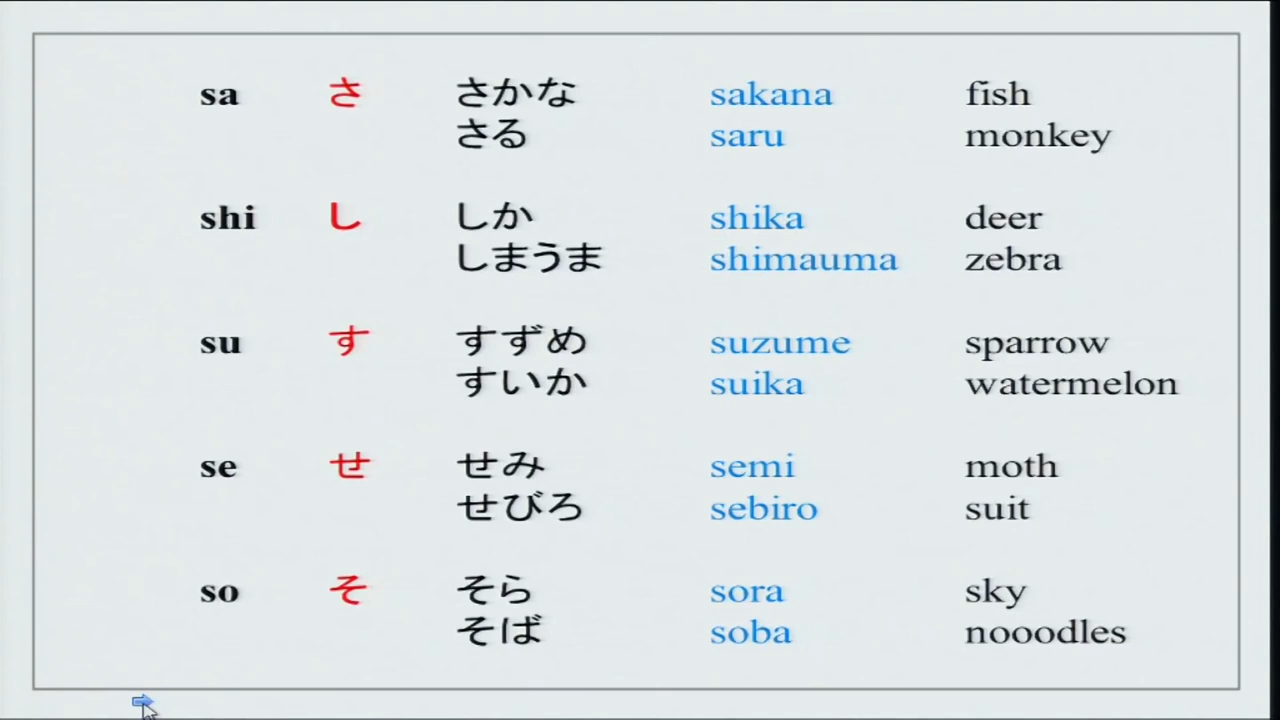 sa さ さかな sakana fish
さる saru monkey
shi し しか shika deer
しまうま shimauma zebra
su す すずめ suzume sparrow
すいか suika watermelon
se せ せみ semi moth
せびろ sebiro suit
so そ そら sora sky
そば soba nooodles